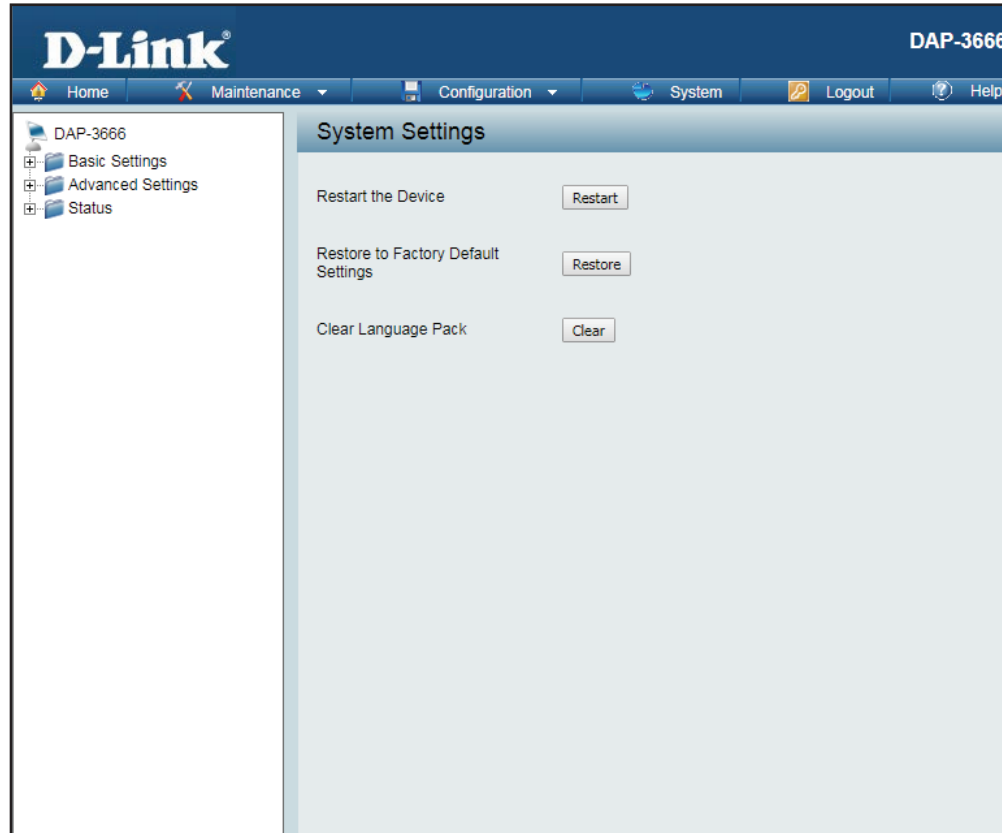 D-Link®
DAP-3666
Home Maintenance Configuration System Logout Help
DAP-3666
Basic Settings
Advanced Settings
Status
System Settings
Restart the Device Restart
Restore to Factory Default
Settings Restore
Clear Language Pack Clear